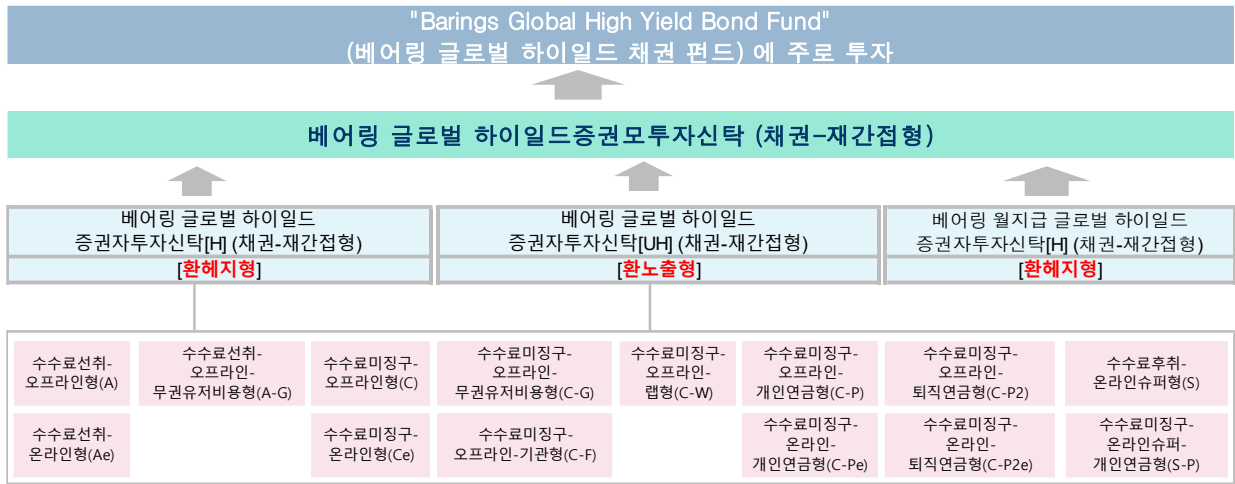 "Barings Global High Yield Bond Fund"
(베어링 글로벌 하이일드 채권 펀드) 에 주로 투자
베어링 글로벌 하이일드증권모투자신탁 (채권-재간접형)
베어링 글로벌 하이일드
증권자투자신탁[H] (채권-재간접형)
[환헤지형]
베어링 글로벌 하이일드
증권자투자신탁[UH] (채권-재간접형)
[환노출형]
베어링 월지급 글로벌 하이일드
증권자투자신탁[H] (채권-재간접형)
[환헤지형]
수수료선취-
오프라인형(A)
수수료선취-
오프라인-
무권유저비용형(A-G)
수수료미징구-
오프라인형(C)
수수료미징구-
오프라인-
무권유저비용형(C-G)
수수료미징구-
오프라인-
랩형(C-W)
수수료미징구-
오프라인-
개인연금형(C-P)
수수료미징구-
오프라인-
퇴직연금형(C-P2)
수수료후취-
온라인슈퍼형(S)
수수료선취-
온라인형(Ae)
수수료미징구-
온라인형(Ce)
수수료미징구-
오프라인-기관형(C-F)
수수료미징구-
온라인-
개인연금형(C-Pe)
수수료미징구-
온라인-
퇴직연금형(C-P2e)
수수료미징구-
온라인슈퍼-
개인연금형(S-P)